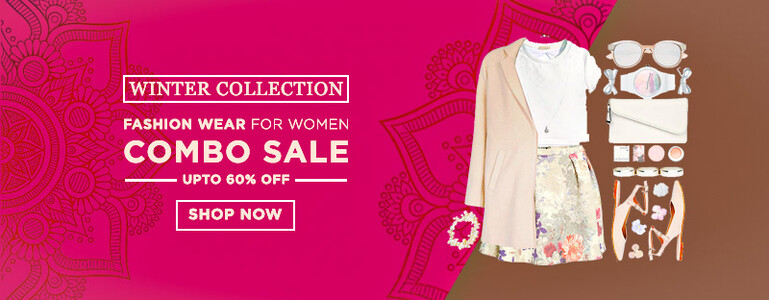 WINTER COLLECTION
FASHION WEAR FOR WOMEN
COMBO SALE
UPTO 60% OFF
SHOP NOW